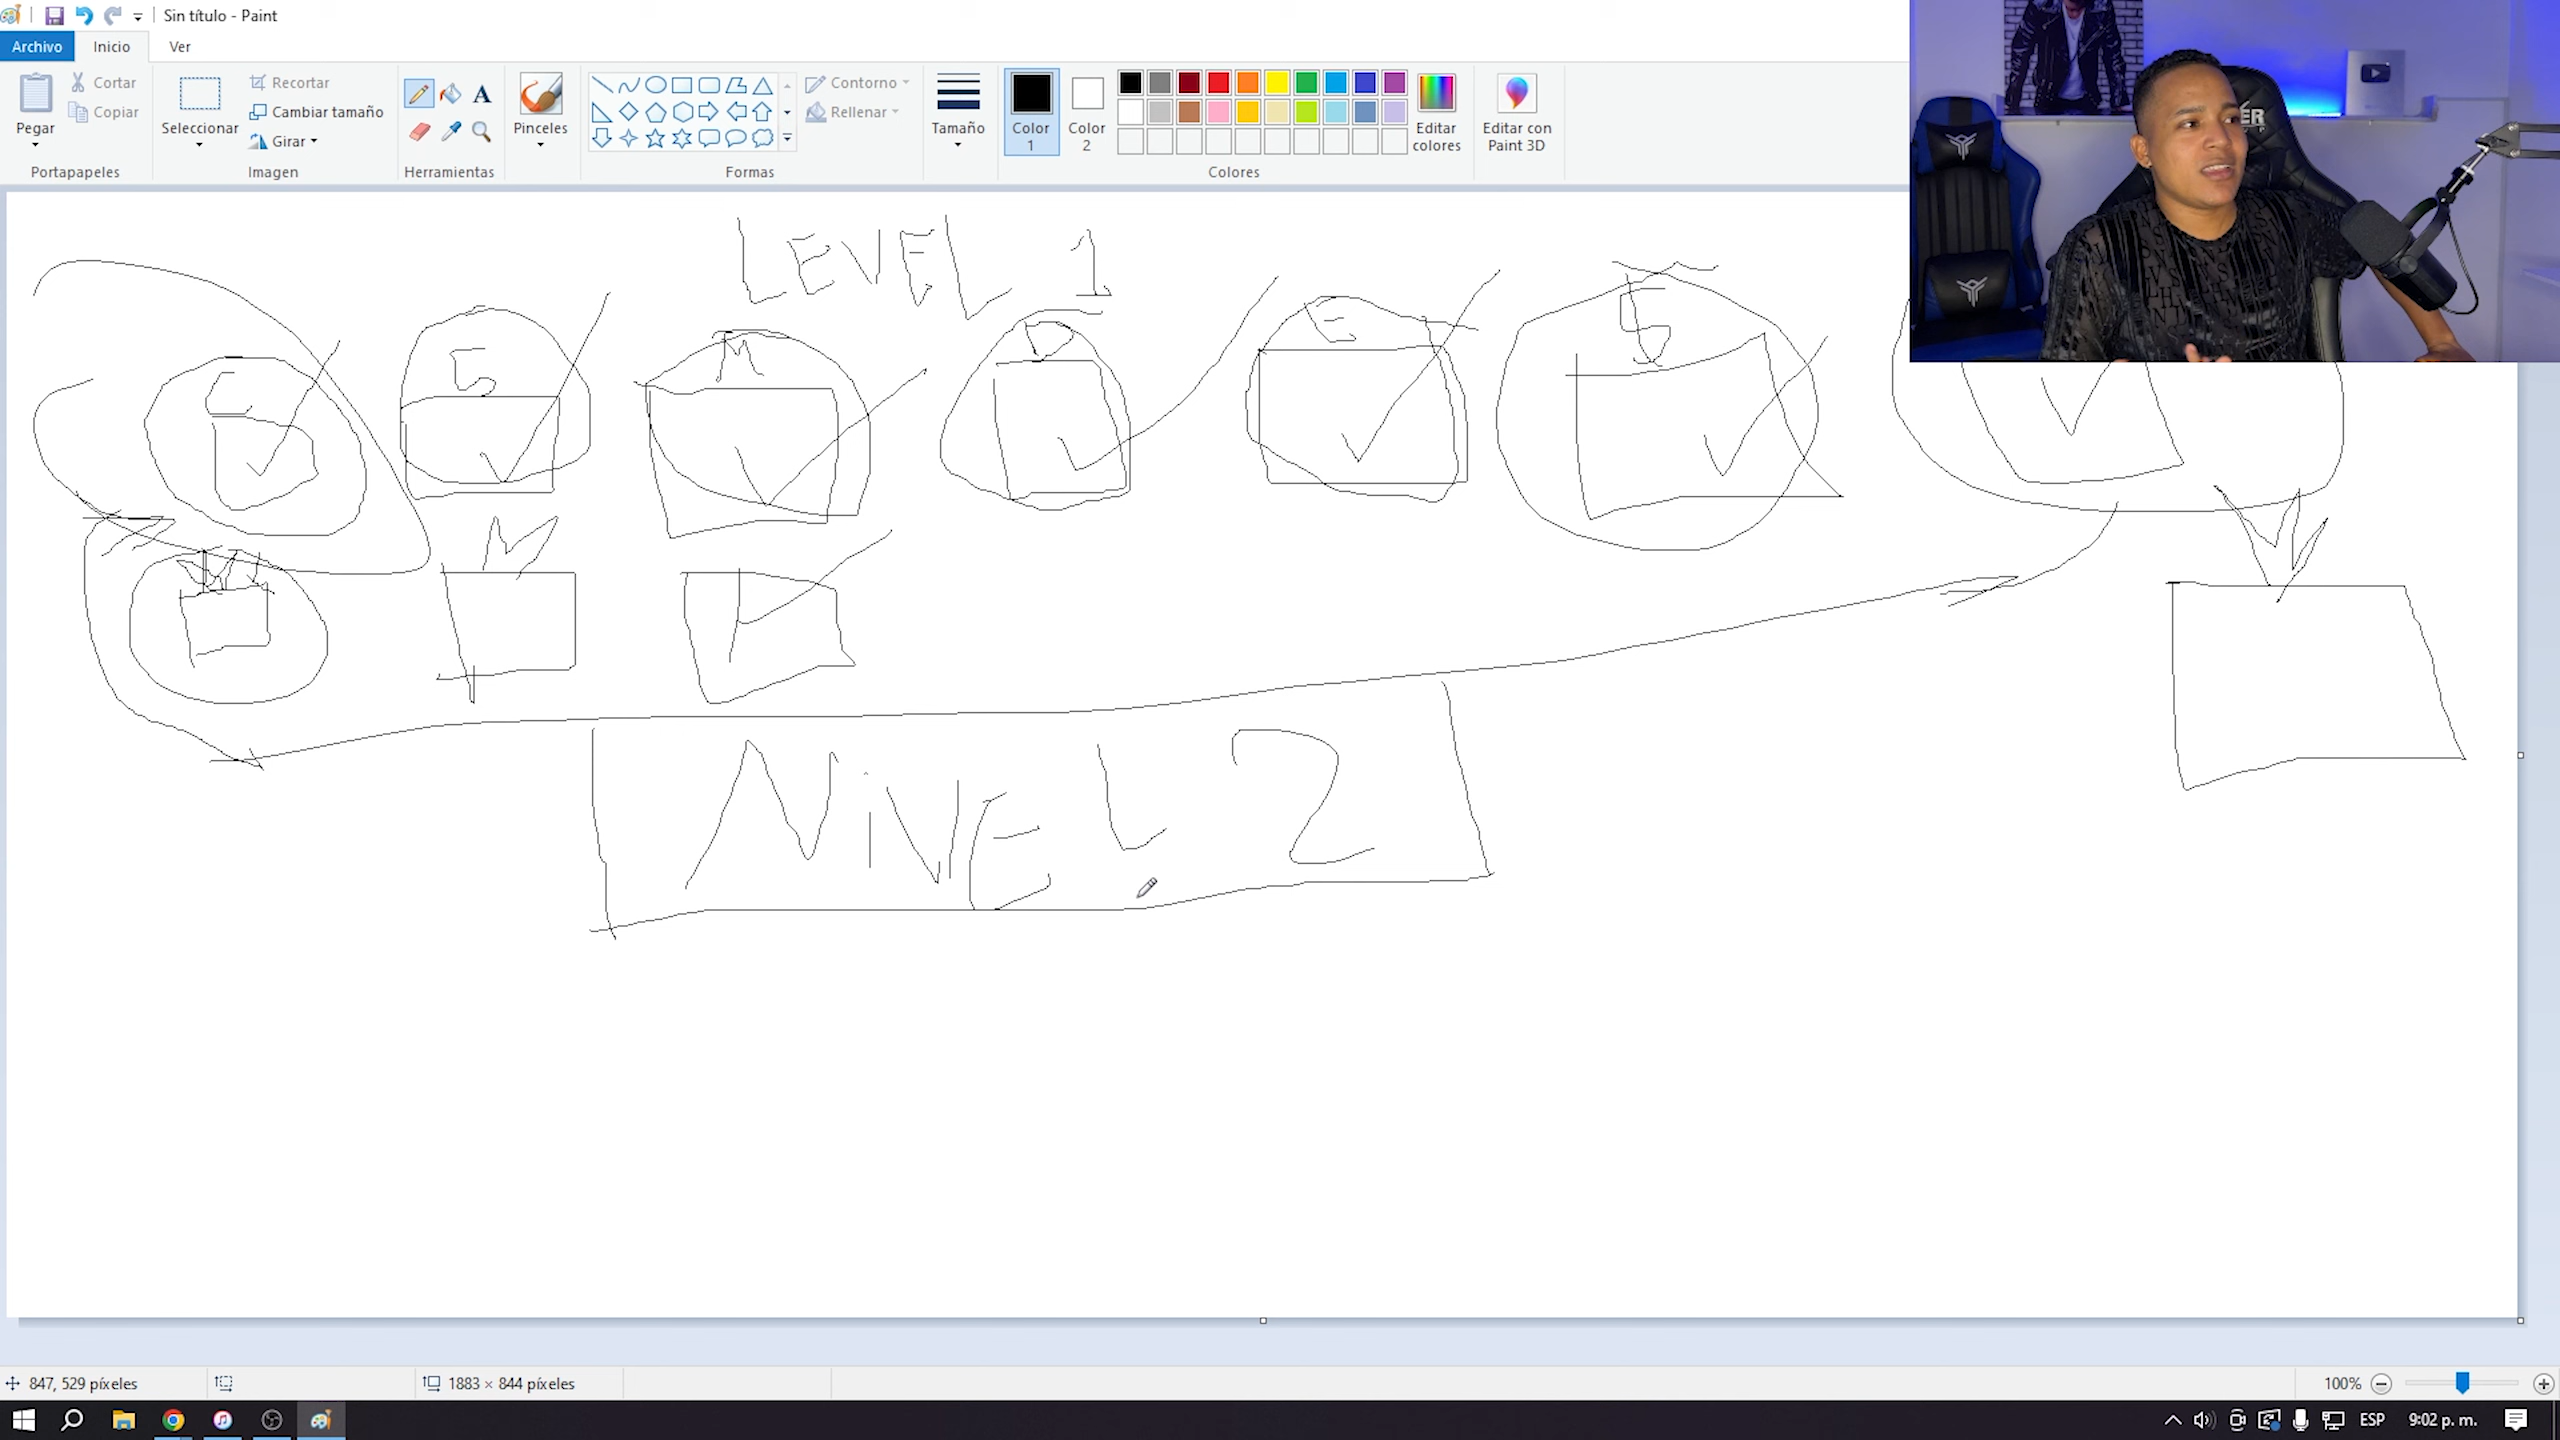 Sin título - Paint
Archivo Inicio Ver
Pegar
Cortar
Copiar
Portapapeles
Seleccionar
Recortar
Cambiar tamaño
Girar
Imagen
A
Herramientas
Pinceles
Contorno
Rellenar
Formas
Tamaño
Color 1
Color 2
Editar colores
Editar con Paint 3D
Colores
LEVEL 1
5
M
5
NiVEL 2
847, 529 píxeles
1883 × 844 píxeles
100%
ESP
9:02 p. m.